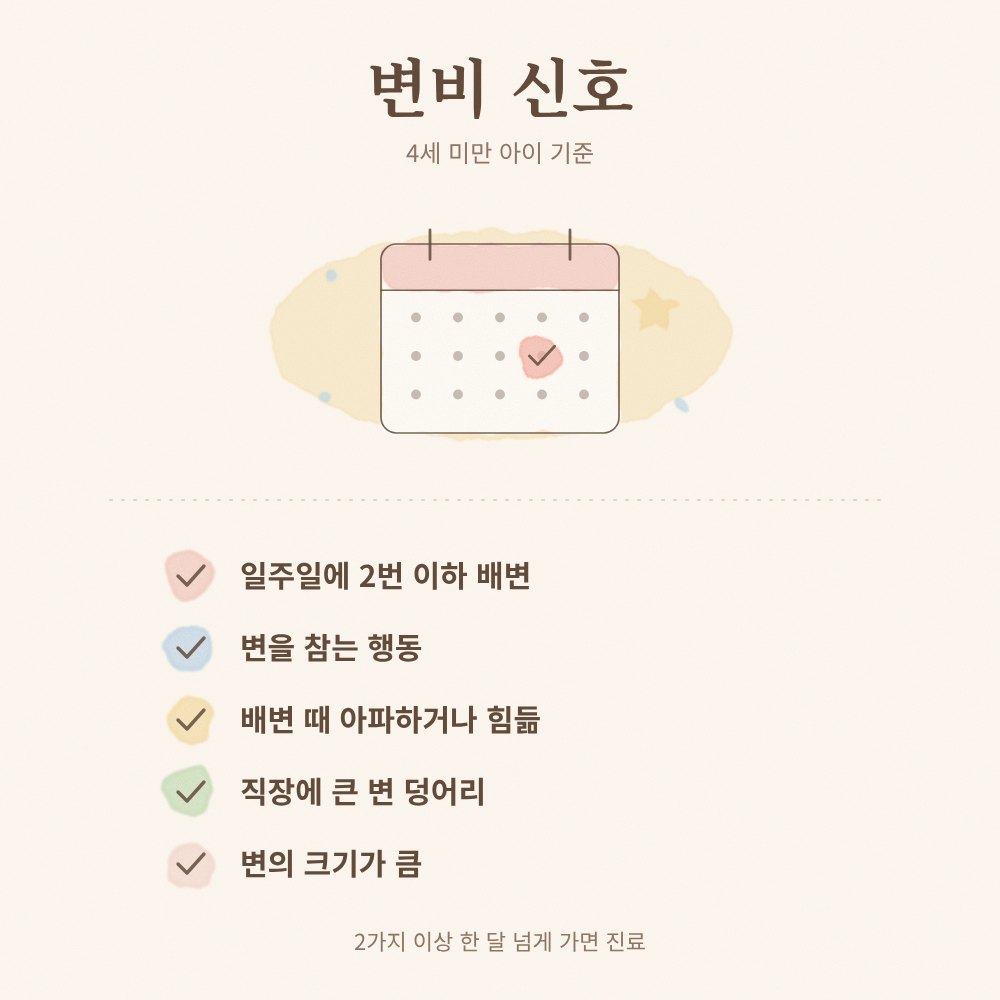 변비 신호
4세 미만 아이 기준
일주일에 2번 이하 배변
변을 참는 행동
배변 때 아파하거나 힘듦
직장에 큰 변 덩어리
변의 크기가 큼
2가지 이상 한 달 넘게 가면 진료